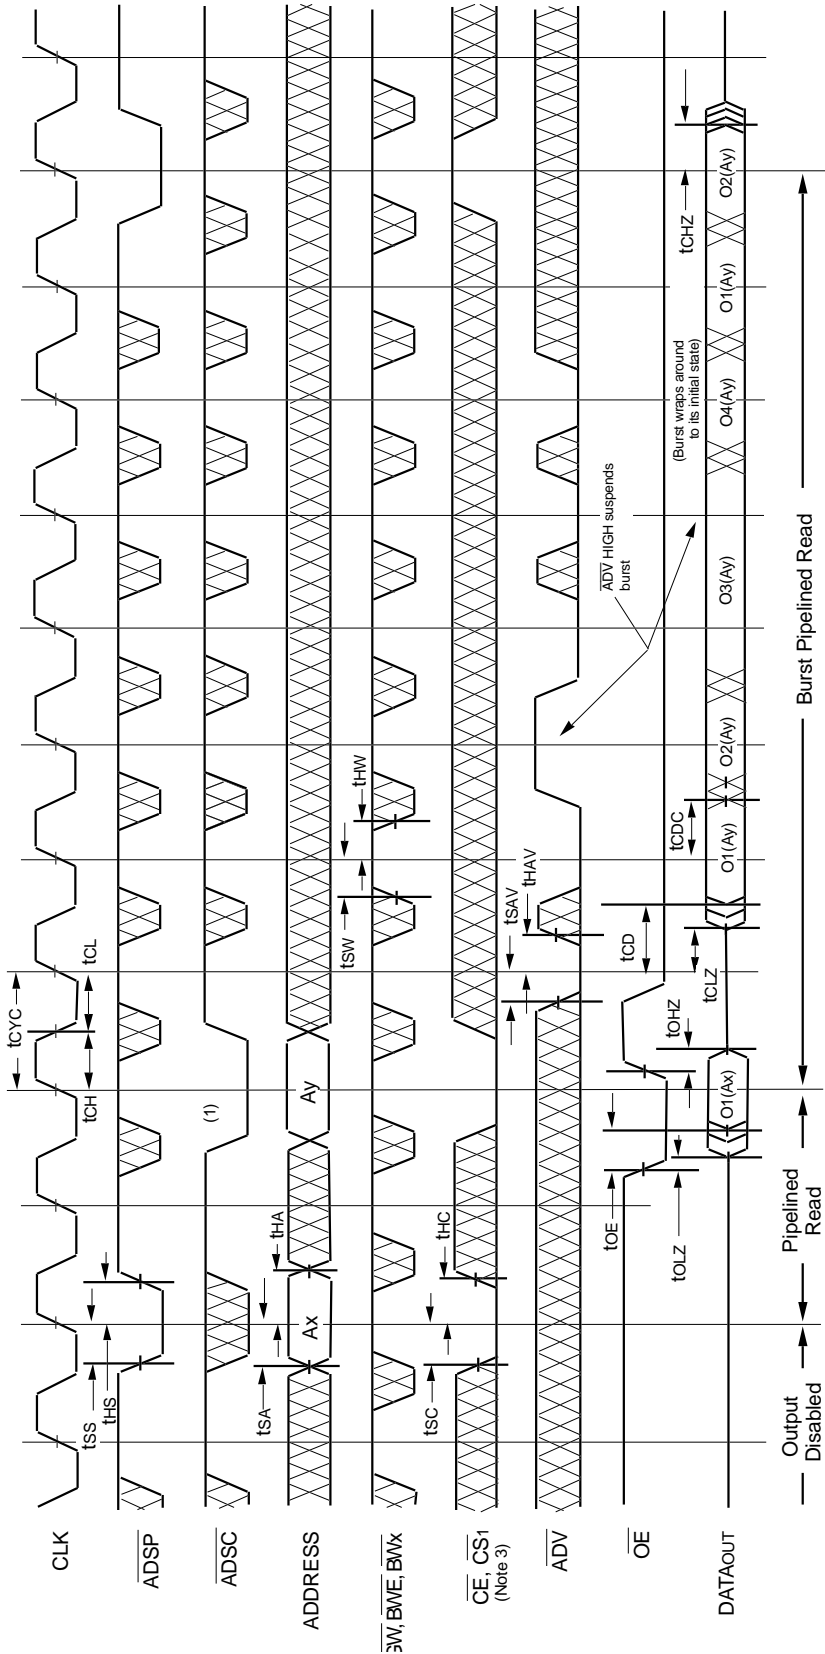 CLK
ADSP
ADSC
ADDRESS
GW, BWE, BWx
CE, CS1
(Note 3)
ADV
OE
DATAOUT
tCYC
tCH
tCL
tSS
tHS
(1)
tSA
tHA
Ax
Ay
tSW
tHW
tSC
tHC
tSAV
tHAV
ADV HIGH suspends
burst
tOE
tOHZ
tCD
tOLZ
tCLZ
tCDC
tCHZ
(Burst wraps around
to its initial state)
O1(Ax)
O1(Ay)
O2(Ay)
O3(Ay)
O4(Ay)
O1(Ay)
O2(Ay)
Output
Disabled
Pipelined
Read
Burst Pipelined Read